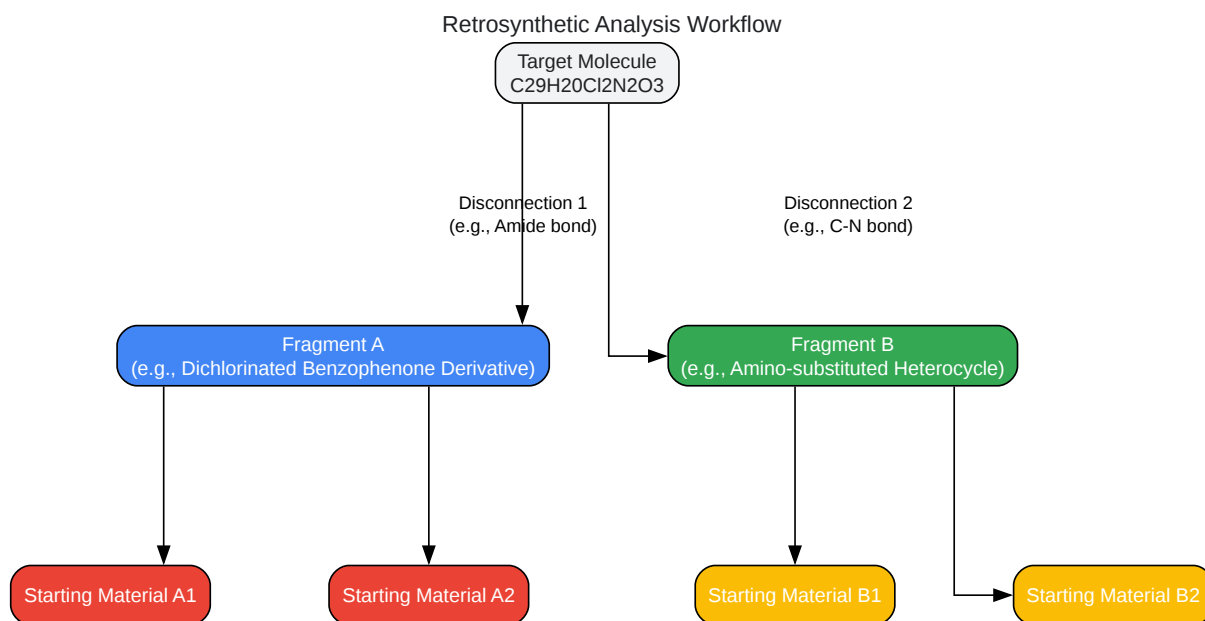 Retrosynthetic Analysis Workflow
Target Molecule
C29H20Cl2N2O3
Disconnection 1
(e.g., Amide bond)
Disconnection 2
(e.g., C-N bond)
Fragment A
(e.g., Dichlorinated Benzophenone Derivative)
Fragment B
(e.g., Amino-substituted Heterocycle)
Starting Material A1
Starting Material A2
Starting Material B1
Starting Material B2